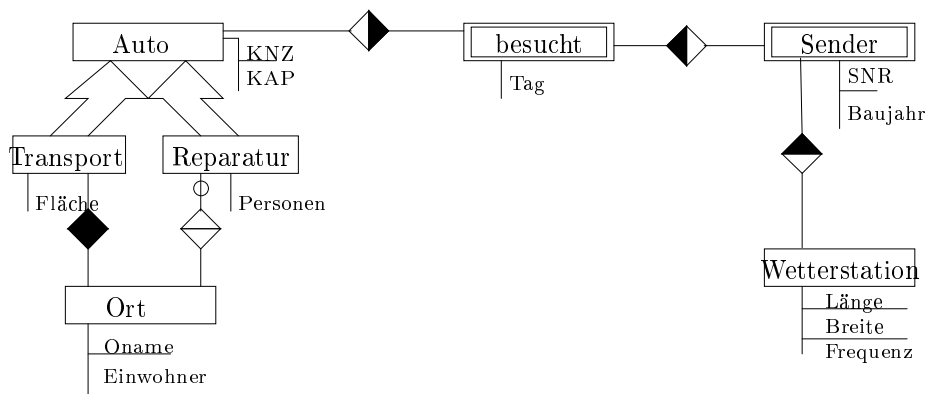 Auto
KNZ
KAP
besucht
Tag
Sender
SNR
Baujahr
Transport
Fläche
Reparatur
Personen
Ort
Oname
Einwohner
Wetterstation
Länge
Breite
Frequenz